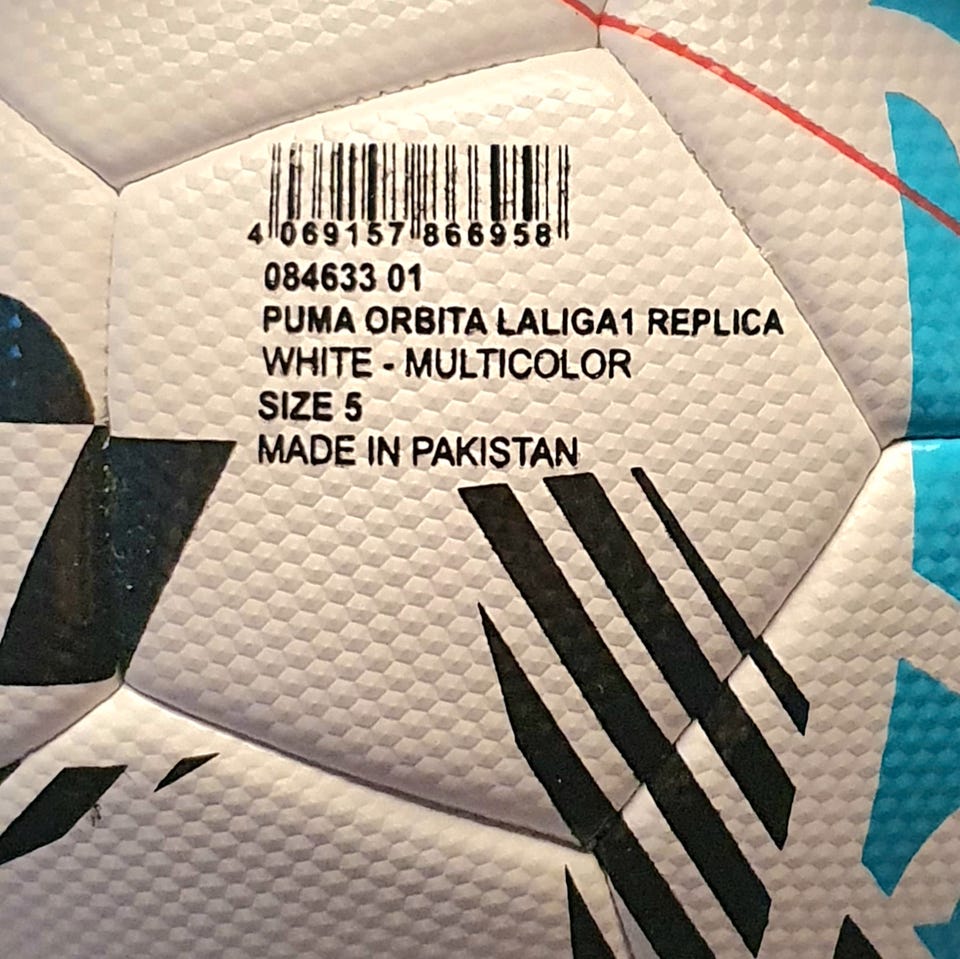 4 069157 866958
084633 01
PUMA ORBITA LALIGA1 REPLICA
WHITE - MULTICOLOR
SIZE 5
MADE IN PAKISTAN